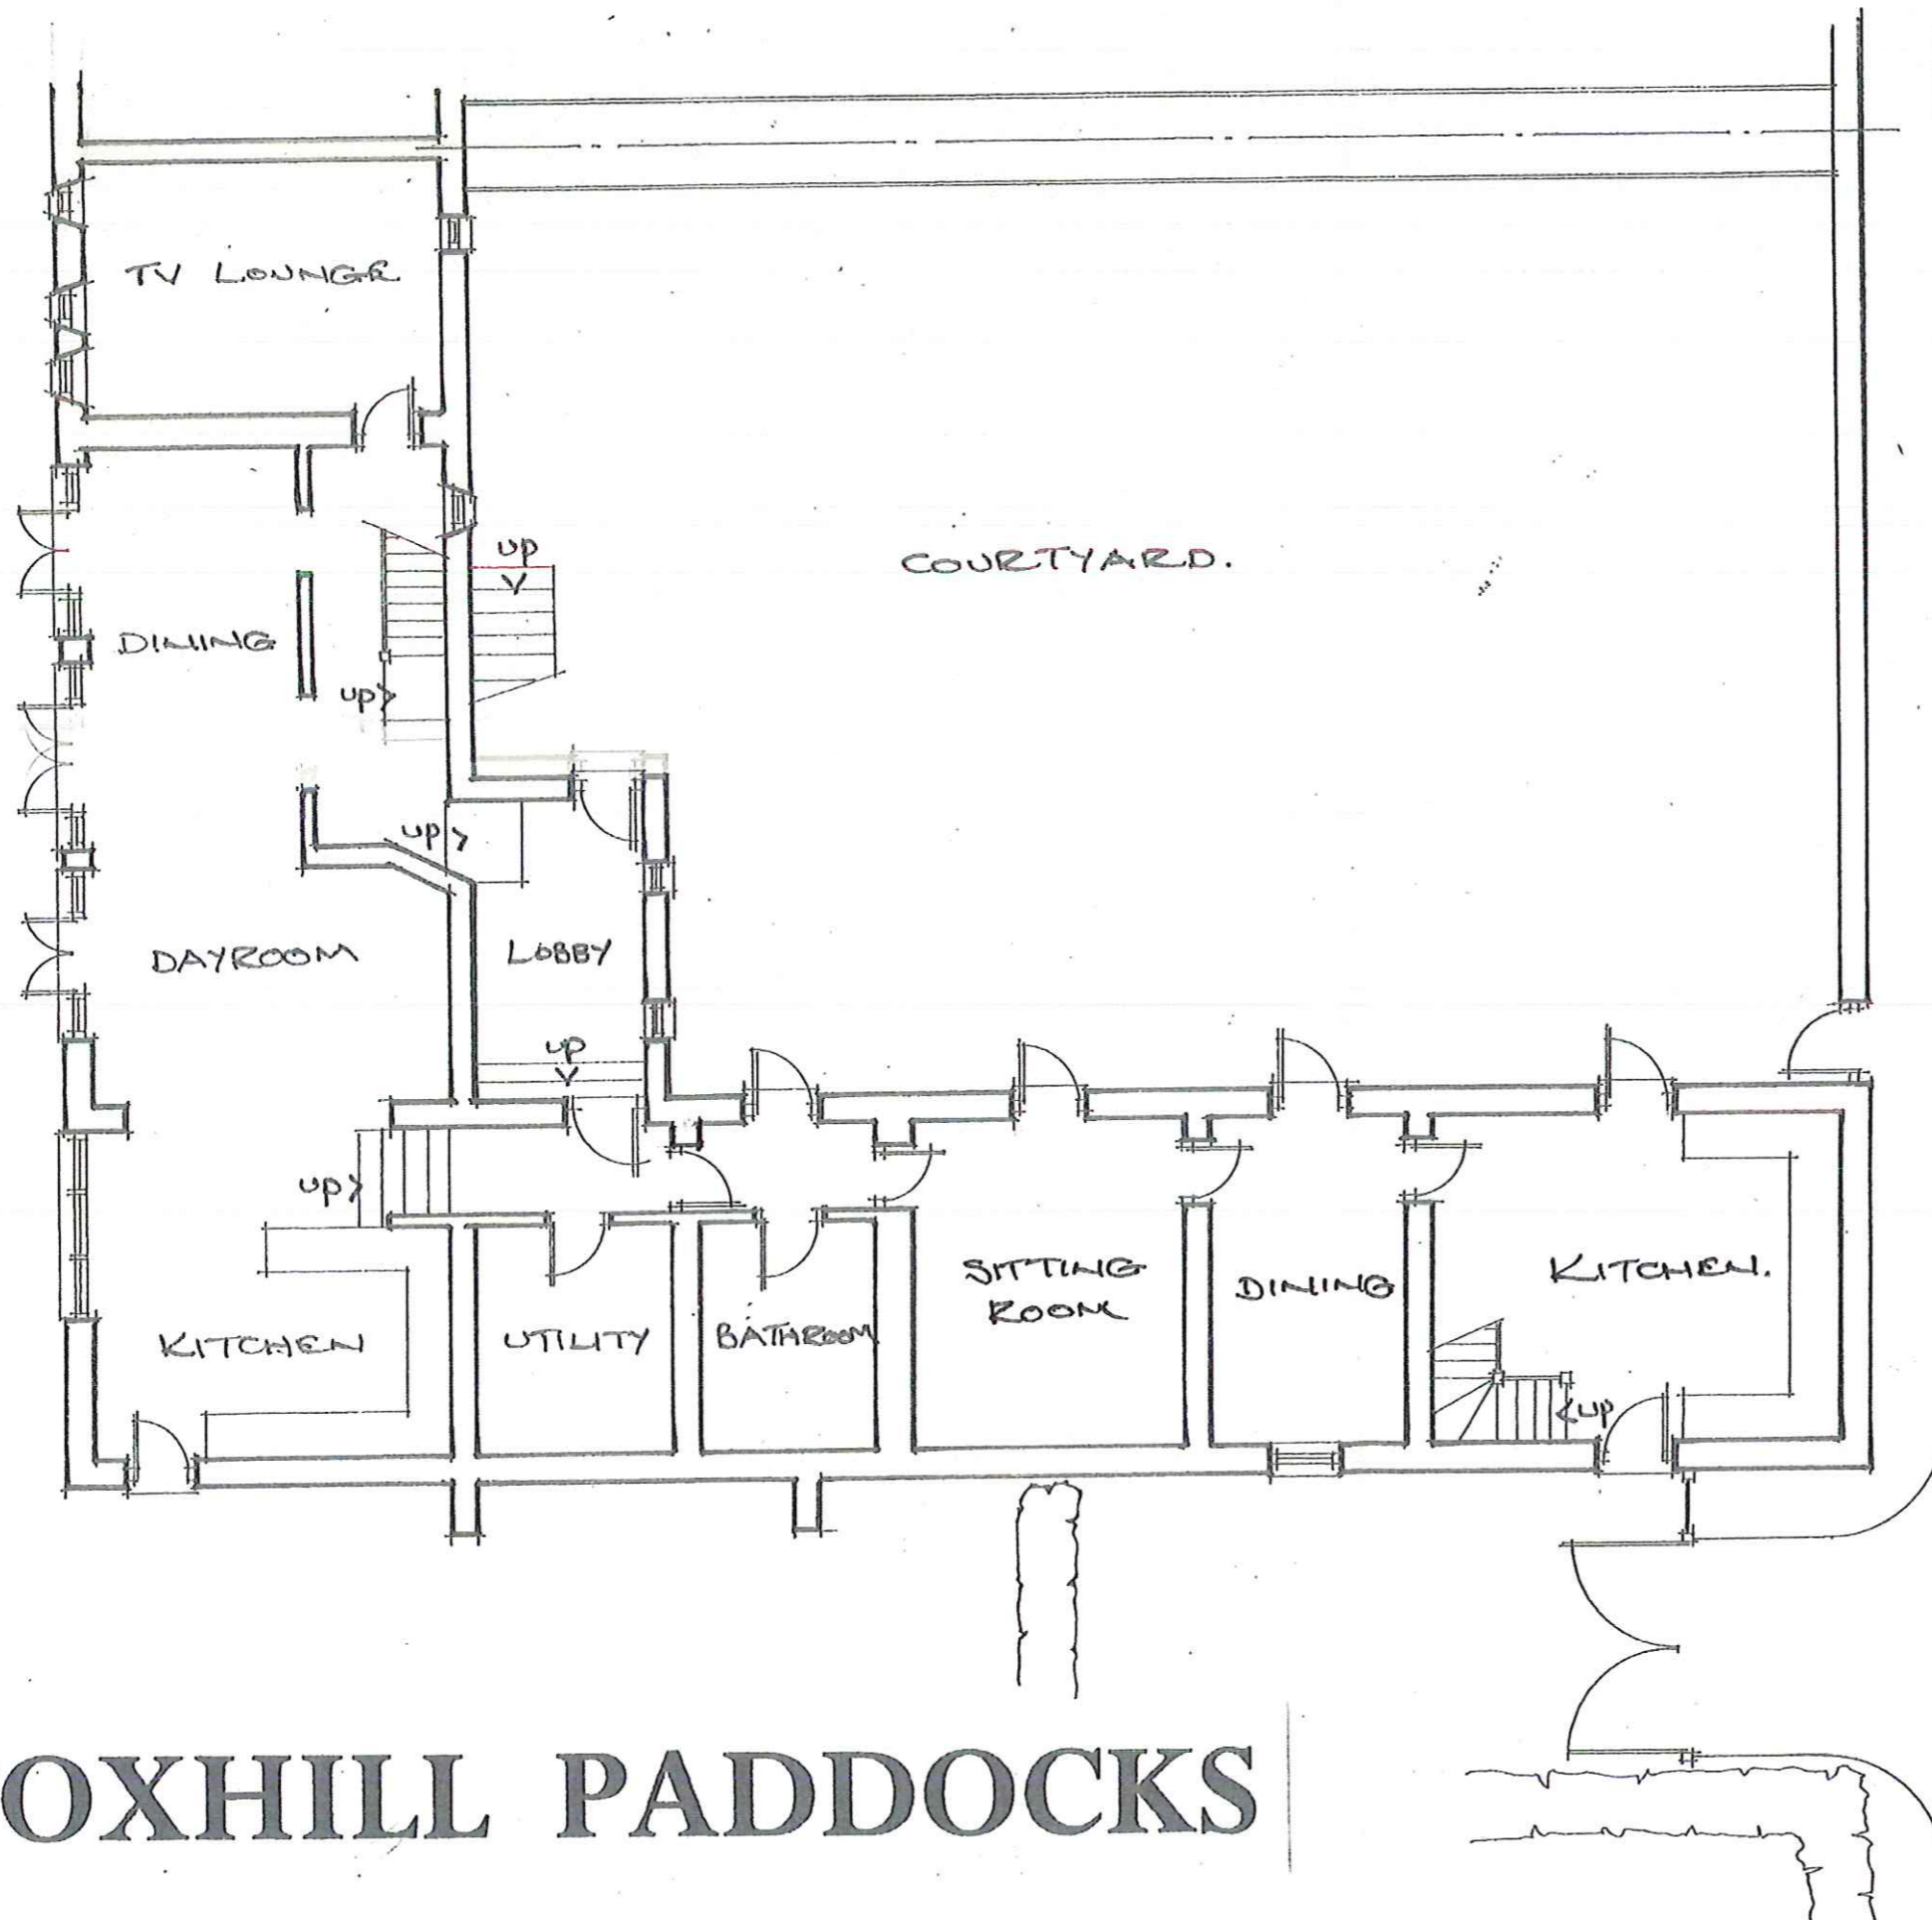 TV LOUNGE
up
COURTYARD.
DINING
up
up
DAYROOM
LOBBY
up
up
SITTING
ROOM
DINING
KITCHEN.
KITCHEN
UTILITY
BATHROOM
up
OXHILL PADDOCKS